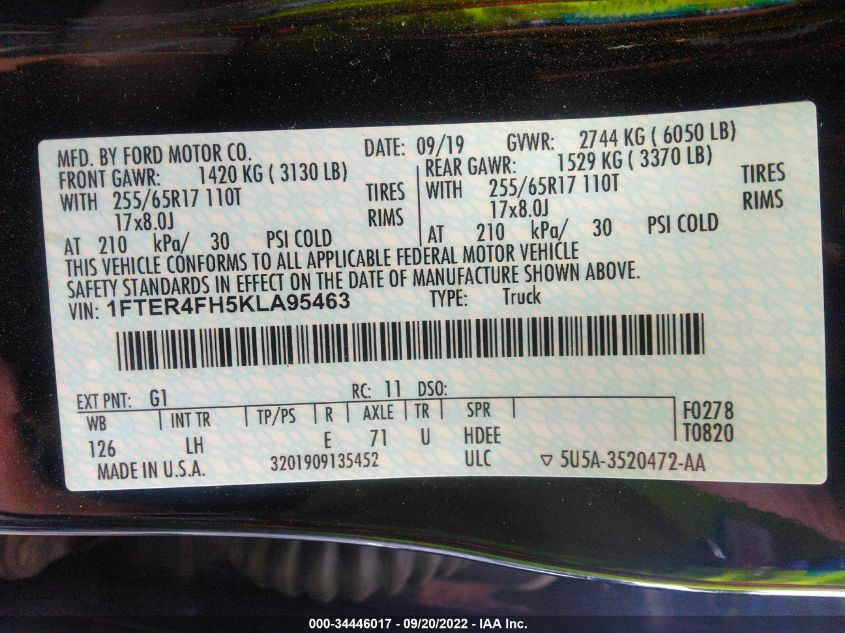 MFD. BY FORD MOTOR CO. DATE: 09/19 GVWR: 2744 KG ( 6050 LB)
FRONT GAWR: 1420 KG ( 3130 LB) REAR GAWR: 1529 KG ( 3370 LB)
WITH 255/65R17 110T TIRES WITH 255/65R17 110T TIRES
17x8.0J RIMS 17x8.0J RIMS
AT 210 kPa/ 30 PSI COLD AT 210 kPa/ 30 PSI COLD
THIS VEHICLE CONFORMS TO ALL APPLICABLE FEDERAL MOTOR VEHICLE
SAFETY STANDARDS IN EFFECT ON THE DATE OF MANUFACTURE SHOWN ABOVE.
VIN: 1FTER4FH5KLA95463 TYPE: Truck
EXT PNT: G1 RC: 11 DSO:
WB INT TR TP/PS R AXLE TR SPR F0278
126 LH E 71 U HDEE T0820
MADE IN U.S.A. 3201909135452 ULC ▽ 5U5A-3520472-AA
000-34446017 — 09/20/2022 — IAA Inc.